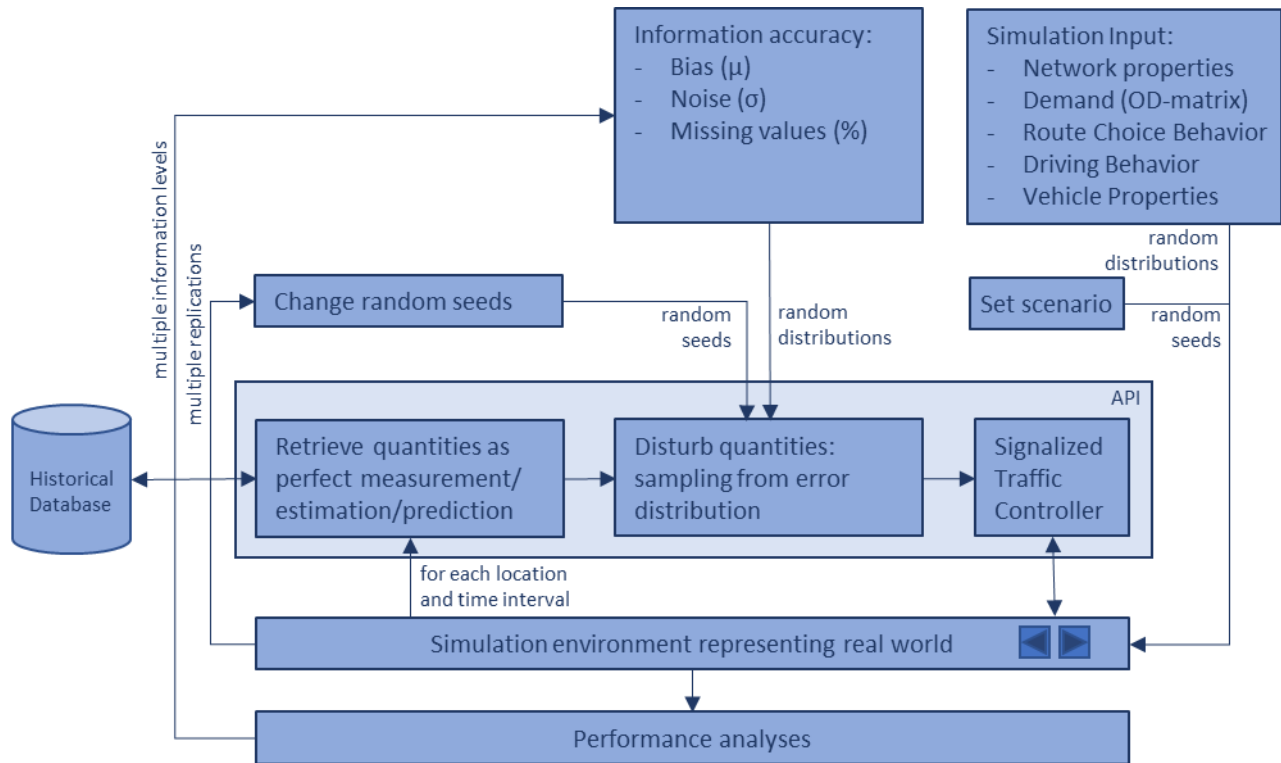 Information accuracy:
- Bias (μ)
- Noise (σ)
- Missing values (%)
Simulation Input:
- Network properties
- Demand (OD-matrix)
- Route Choice Behavior
- Driving Behavior
- Vehicle Properties
multiple information levels
multiple replications
random
distributions
Change random seeds
random
seeds
random
distributions
Set scenario
random
seeds
API
Historical
Database
Retrieve quantities as
perfect measurement/
estimation/prediction
Disturb quantities:
sampling from error
distribution
Signalized
Traffic
Controller
for each location
and time interval
Simulation environment representing real world
Performance analyses